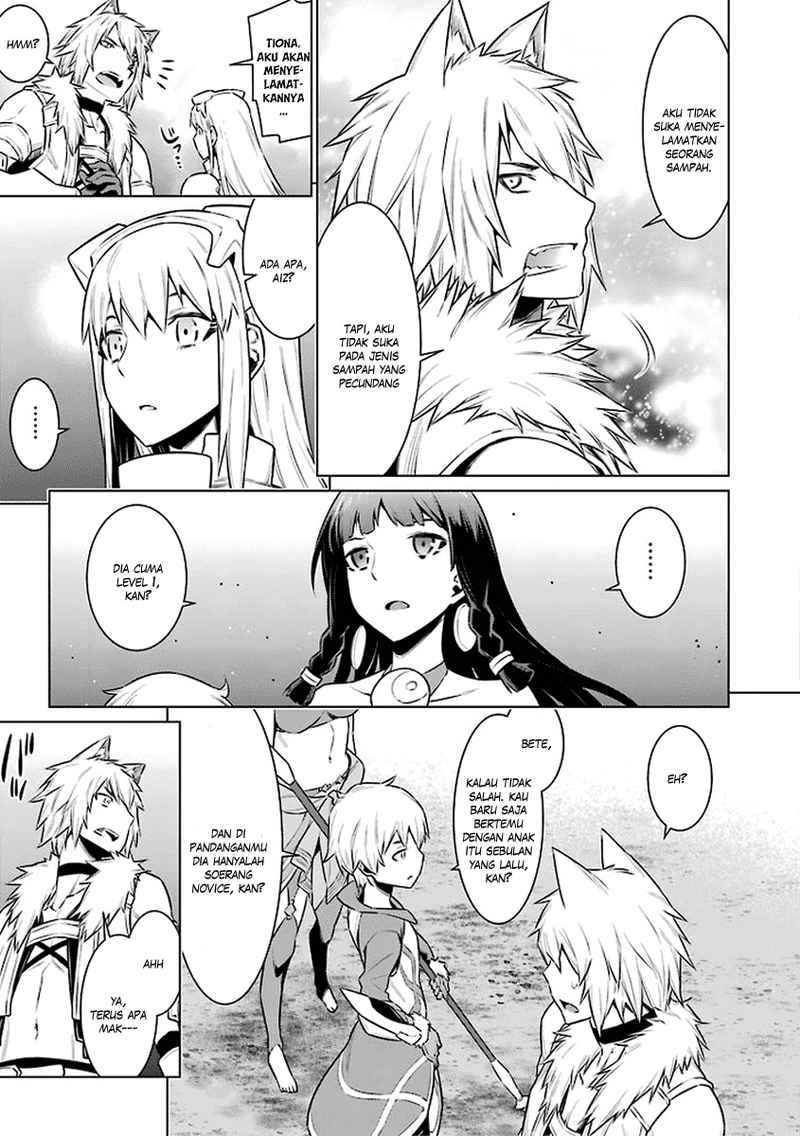 AKU TIDAK
SUKA MENYE-
LAMATKAN
SEORANG
SAMPAH.
TAPI, AKU
TIDAK SUKA
PADA JENIS
SAMPAH YANG
PECUNDANG
TIONA,
AKU AKAN
MENYE-
LAMAT-
KANNYA
...
HMM?
ADA APA,
AIZ?
.....
.....
DIA CUMA
LEVEL 1,
KAN?
EH?
BETE,
KALAU TIDAK
SALAH. KAU
BARU SAJA
BERTEMU
DENGAN ANAK
ITU SEBULAN
YANG LALU,
KAN?
DAN DI
PANDANGANMU
DIA HANYALAH
SOERANG
NOVICE, KAN?
AHH
YA,
TERUS APA
MAK---